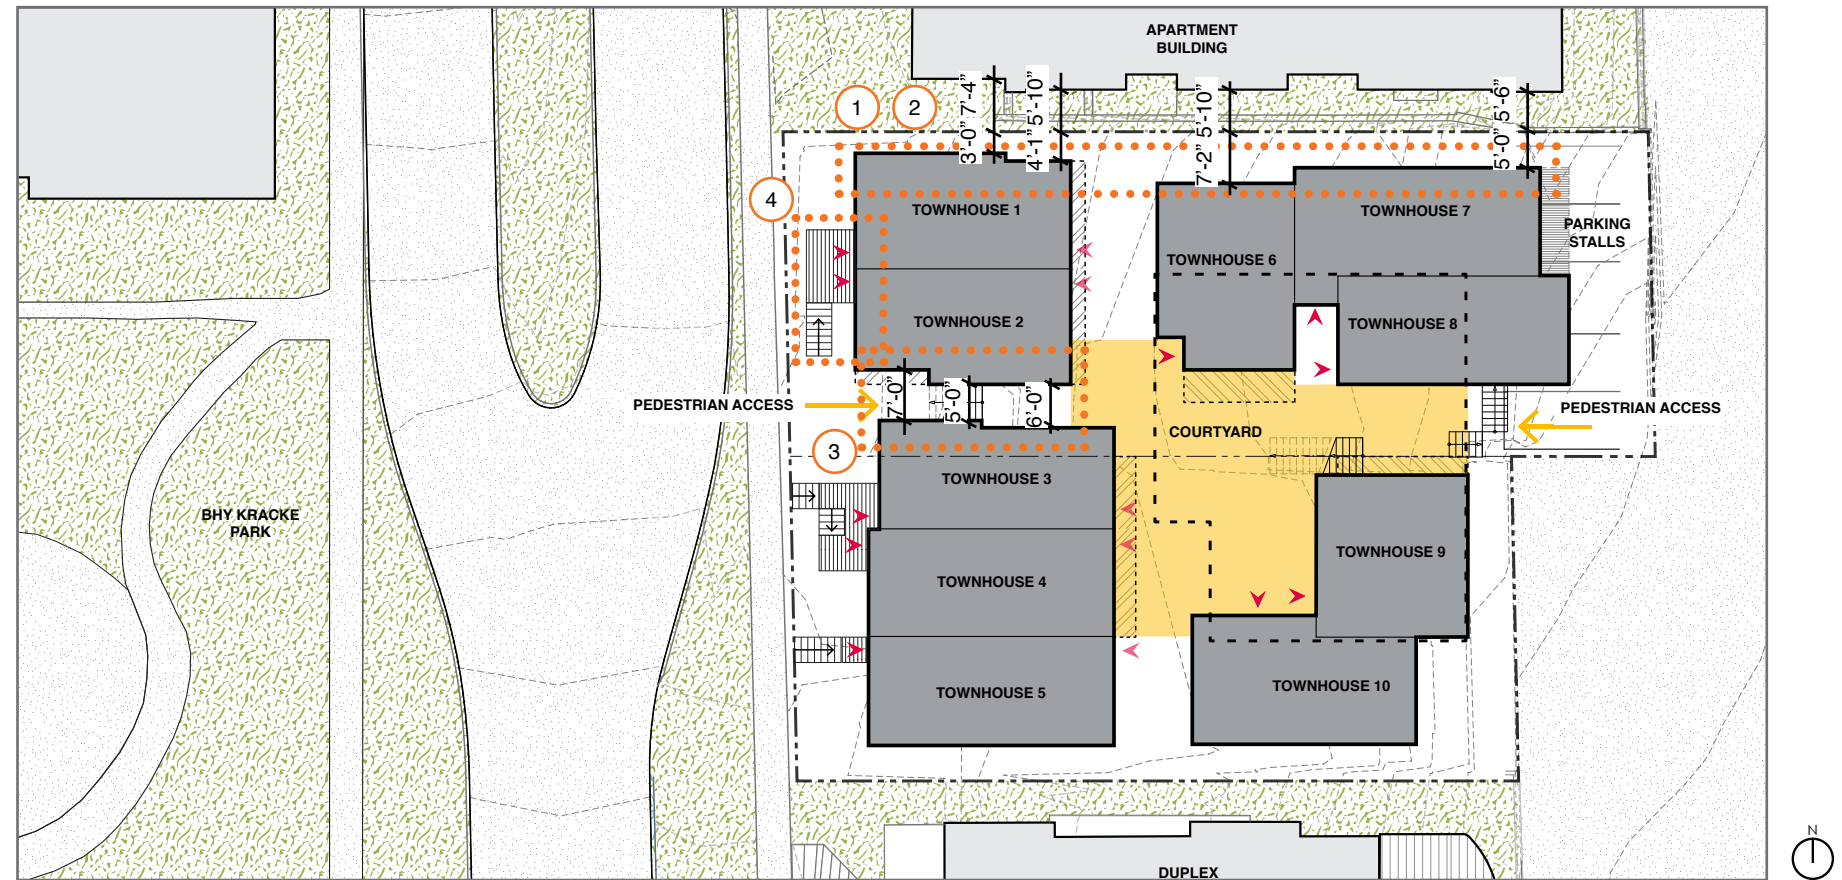 APARTMENT
BUILDING
1
2
3'-0" 7'-4"
4'-1" 5'-10"
7'-2" 5'-10"
5'-0" 5'-6"
4
TOWNHOUSE 1
TOWNHOUSE 7
PARKING
STALLS
TOWNHOUSE 6
TOWNHOUSE 2
TOWNHOUSE 8
PEDESTRIAN ACCESS
7'-0"
5'-0"
6'-0"
PEDESTRIAN ACCESS
COURTYARD
3
TOWNHOUSE 3
BHY KRACKE
PARK
TOWNHOUSE 9
TOWNHOUSE 4
TOWNHOUSE 5
TOWNHOUSE 10
DUPLEX
N